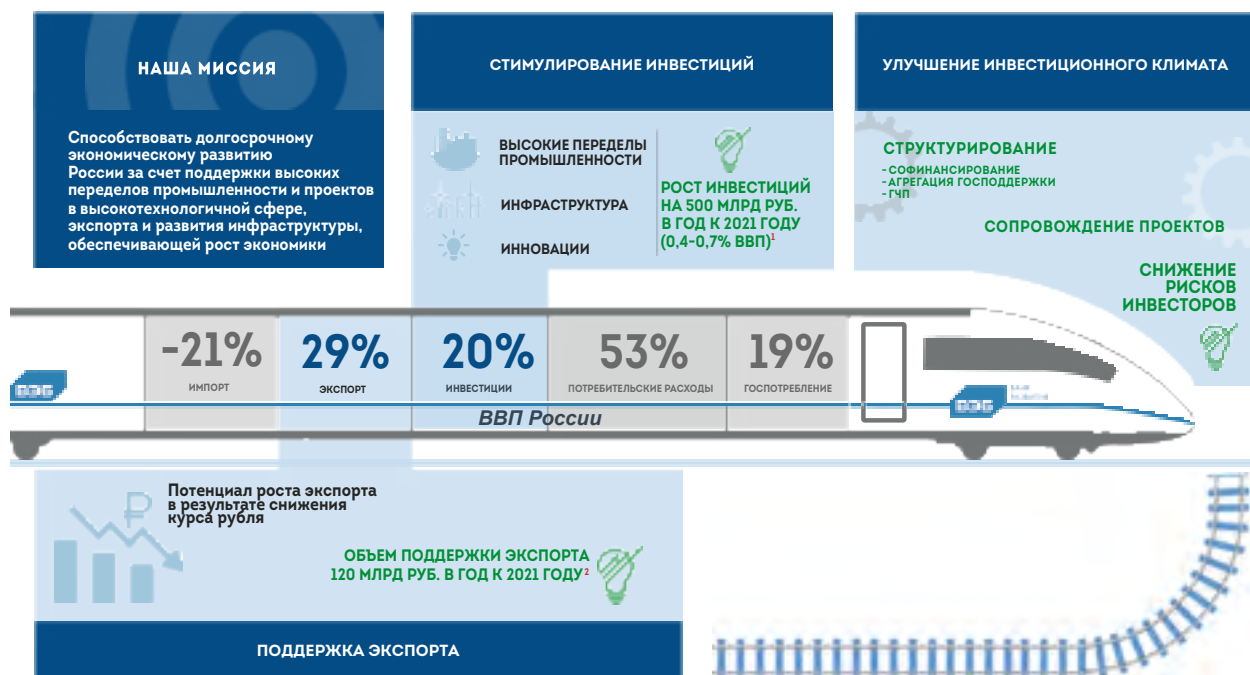 НАША МИССИЯ
Способствовать долгосрочному
экономическому развитию
России за счет поддержки высоких
переделов промышленности и проектов
в высокотехнологичной сфере,
экспорта и развития инфраструктуры,
обеспечивающей рост экономики
СТИМУЛИРОВАНИЕ ИНВЕСТИЦИЙ
ВЫСОКИЕ ПЕРЕДЕЛЫ
ПРОМЫШЛЕННОСТИ
ИНФРАСТРУКТУРА
ИННОВАЦИИ
РОСТ ИНВЕСТИЦИЙ
НА 500 МЛРД РУБ.
В ГОД К 2021 ГОДУ
(0,4-0,7% ВВП)1
УЛУЧШЕНИЕ ИНВЕСТИЦИОННОГО КЛИМАТА
СТРУКТУРИРОВАНИЕ
- СОФИНАНСИРОВАНИЕ
- АГРЕГАЦИЯ ГОСПОДДЕРЖКИ
- ГЧП
СОПРОВОЖДЕНИЕ ПРОЕКТОВ
СНИЖЕНИЕ
РИСКОВ
ИНВЕСТОРОВ
ВЭБ
-21%
ИМПОРТ
29%
ЭКСПОРТ
20%
ИНВЕСТИЦИИ
53%
ПОТРЕБИТЕЛЬСКИЕ РАСХОДЫ
19%
ГОСПОТРЕБЛЕНИЕ
ВВП России
ВЭБ
Потенциал роста экспорта
в результате снижения
курса рубля
₽
ОБЪЕМ ПОДДЕРЖКИ ЭКСПОРТА
120 МЛРД РУБ. В ГОД К 2021 ГОДУ2
ПОДДЕРЖКА ЭКСПОРТА